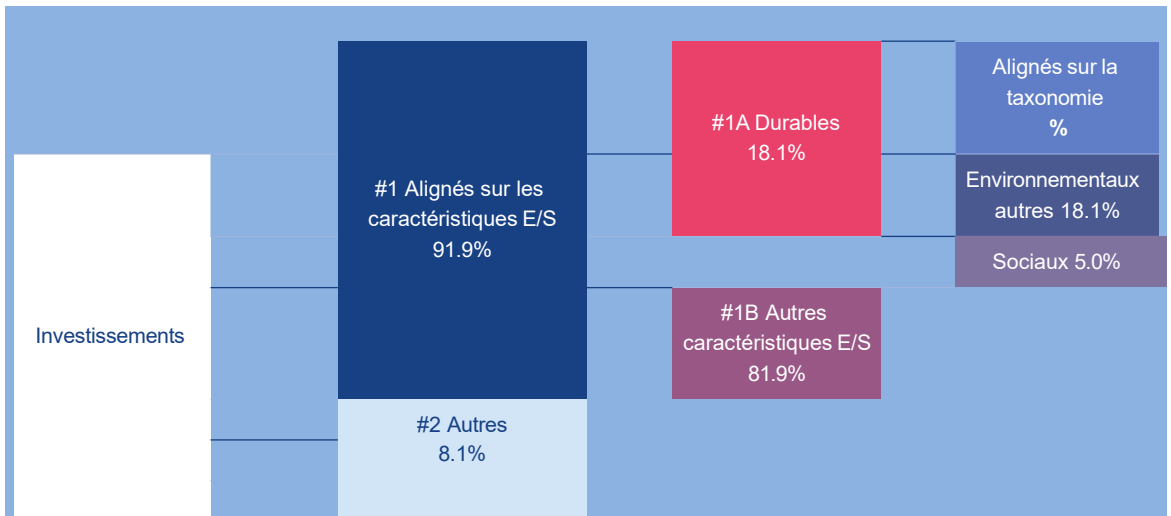 Investissements
#1 Alignés sur les
caractéristiques E/S
91.9%
#2 Autres
8.1%
#1A Durables
18.1%
#1B Autres
caractéristiques E/S
81.9%
Alignés sur la
taxonomie
%
Environnementaux
autres 18.1%
Sociaux 5.0%